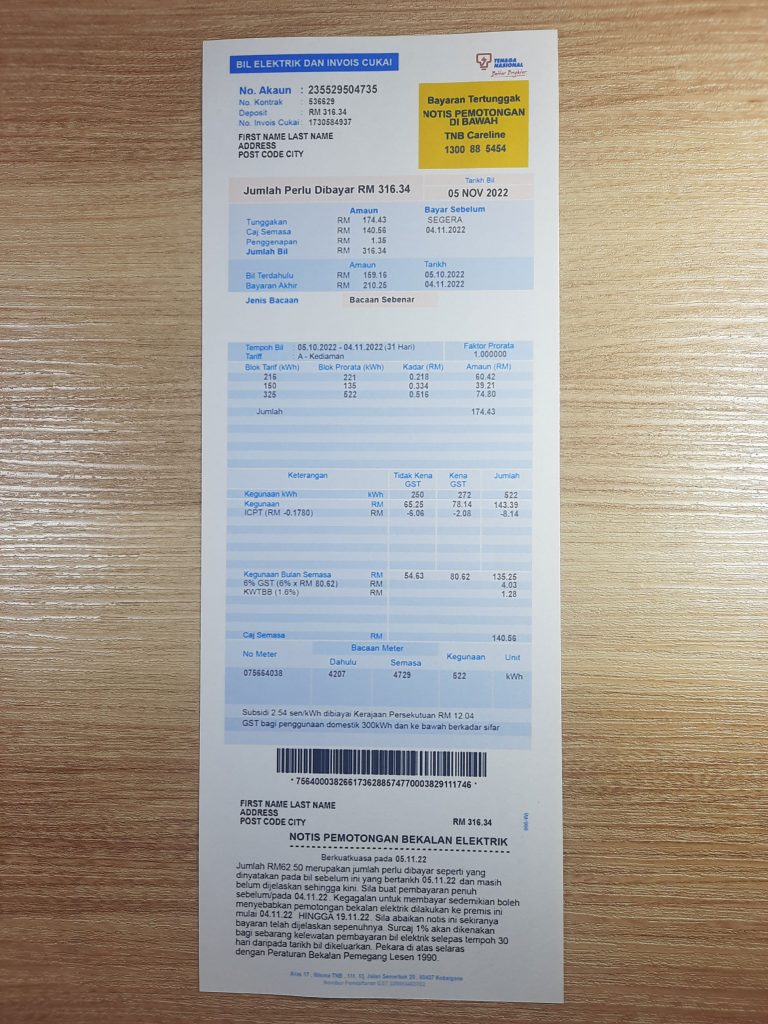 BIL ELEKTRIK DAN INVOIS CUKAI
TENAGA NASIONAL
No. Akaun : 235529504735
No. Kontrak : 536629
Deposit : RM 316.34
No. Invois Cukai : 1730584937
FIRST NAME LAST NAME
ADDRESS
POST CODE CITY
Bayaran Tertunggak
NOTIS PEMOTONGAN
DI BAWAH
TNB Careline
1300 88 5454
Jumlah Perlu Dibayar RM 316.34
Tarikh Bil
05 NOV 2022
Amaun Bayar Sebelum
Tunggakan RM 174.43 SEGERA
Caj Semasa RM 140.56 04.11.2022
Penggenapan RM 1.35
Jumlah Bil RM 316.34
Amaun Tarikh
Bil Terdahulu RM 159.16 05.10.2022
Bayaran Akhir RM 210.25 04.11.2022
Jenis Bacaan Bacaan Sebenar
Tempoh Bil : 05.10.2022 - 04.11.2022 (31 Hari) Faktor Prorata
Tariff : A - Kediaman 1.000000
Blok Tarif (kWh) Blok Prorata (kWh) Kadar (RM) Amaun (RM)
216 221 0.218 60.42
150 135 0.334 39.21
325 522 0.516 74.80
Jumlah 174.43
Keterangan Tidak Kena GST Kena GST Jumlah
Kegunaan kWh kWh 250 272 522
Kegunaan RM 65.25 78.14 143.39
ICPT (RM -0.1780) RM -6.06 -2.08 -8.14
Kegunaan Bulan Semasa RM 54.63 80.62 135.25
6% GST (6% x RM 80.62) RM 4.03
KWTBB (1.6%) RM 1.28
Caj Semasa RM 140.56
No Meter Bacaan Meter Kegunaan Unit
Dahulu Semasa
075664038 4207 4729 522 kWh
Subsidi 2.54 sen/kWh dibiayai Kerajaan Persekutuan RM 12.04
GST bagi penggunaan domestik 300kWh dan ke bawah berkadar sifar
* 75640003826617362885747700038291117​46 *
FIRST NAME LAST NAME
ADDRESS
POST CODE CITY RM 316.34
NOTIS PEMOTONGAN BEKALAN ELEKTRIK
Berkuatkuasa pada 05.11.22
Jumlah RM62.50 merupakan jumlah perlu dibayar seperti yang
dinyatakan pada bil sebelum ini yang bertarikh 05.11.22 dan masih
belum dijelaskan sehingga kini. Sila buat pembayaran penuh
sebelum/pada 04.11.22. Kegagalan untuk membayar sedemikian boleh
menyebabkan pemotongan bekalan elektrik dilakukan ke premis ini
mulai 04.11.22 HINGGA 19.11.22. Sila abaikan notis ini sekiranya
bayaran telah dijelaskan sepenuhnya. Surcaj 1% akan dikenakan
bagi sebarang kelewatan pembayaran bil elektrik selepas tempoh 30
hari daripada tarikh bil dikeluarkan. Pekara di atas selaras
dengan Peraturan Bekalan Pemegang Lesen 1990.